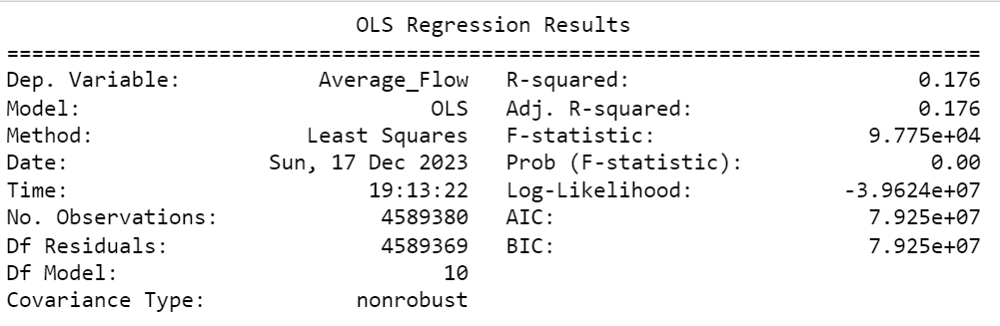 OLS Regression Results
==============================================================================
Dep. Variable: Average_Flow R-squared: 0.176
Model: OLS Adj. R-squared: 0.176
Method: Least Squares F-statistic: 9.775e+04
Date: Sun, 17 Dec 2023 Prob (F-statistic): 0.00
Time: 19:13:22 Log-Likelihood: -3.9624e+07
No. Observations: 4589380 AIC: 7.925e+07
Df Residuals: 4589369 BIC: 7.925e+07
Df Model: 10
Covariance Type: nonrobust